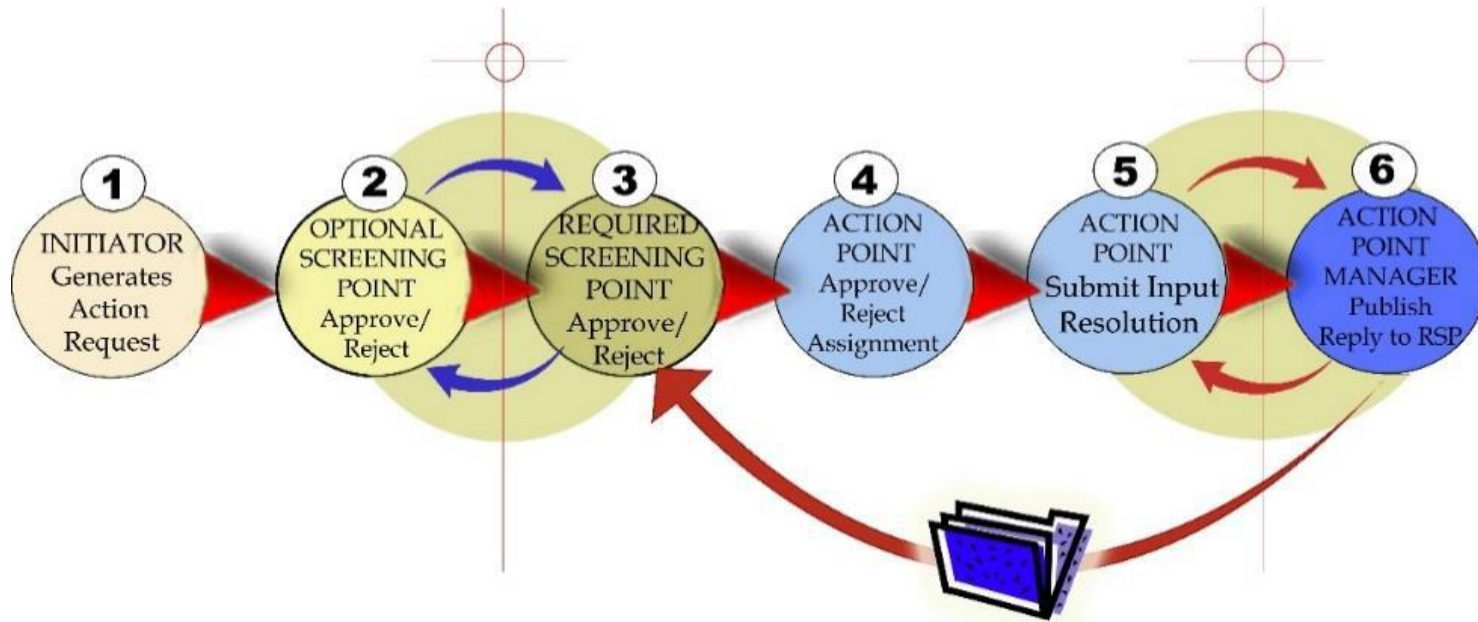 1
INITIATOR
Generates
Action
Request
2
OPTIONAL
SCREENING
POINT
Approve/
Reject
3
REQUIRED
SCREENING
POINT
Approve/
Reject
4
ACTION
POINT
Approve/
Reject
Assignment
5
ACTION
POINT
Submit Input
Resolution
6
ACTION
POINT
MANAGER
Publish
Reply to RSP